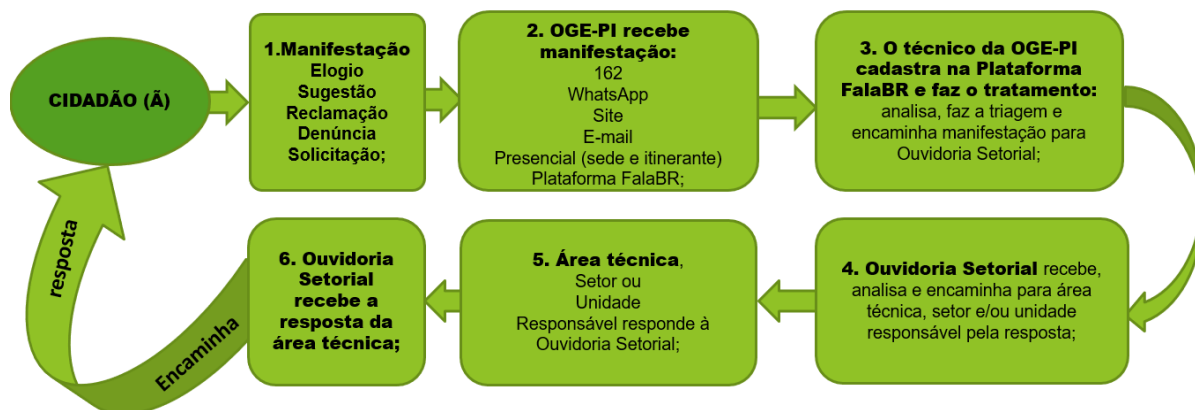 CIDADÃO (Ã)
1.Manifestação
Elogio
Sugestão
Reclamação
Denúncia
Solicitação;
2. OGE-PI recebe
manifestação:
162
WhatsApp
Site
E-mail
Presencial (sede e itinerante)
Plataforma FalaBR;
3. O técnico da OGE-PI
cadastra na Plataforma
FalaBR e faz o tratamento:
analisa, faz a triagem e
encaminha manifestação para
Ouvidoria Setorial;
4. Ouvidoria Setorial recebe,
analisa e encaminha para área
técnica, setor e/ou unidade
responsável pela resposta;
5. Área técnica,
Setor ou
Unidade
Responsável responde à
Ouvidoria Setorial;
6. Ouvidoria
Setorial
recebe a
resposta da
área técnica;
Encaminha
resposta